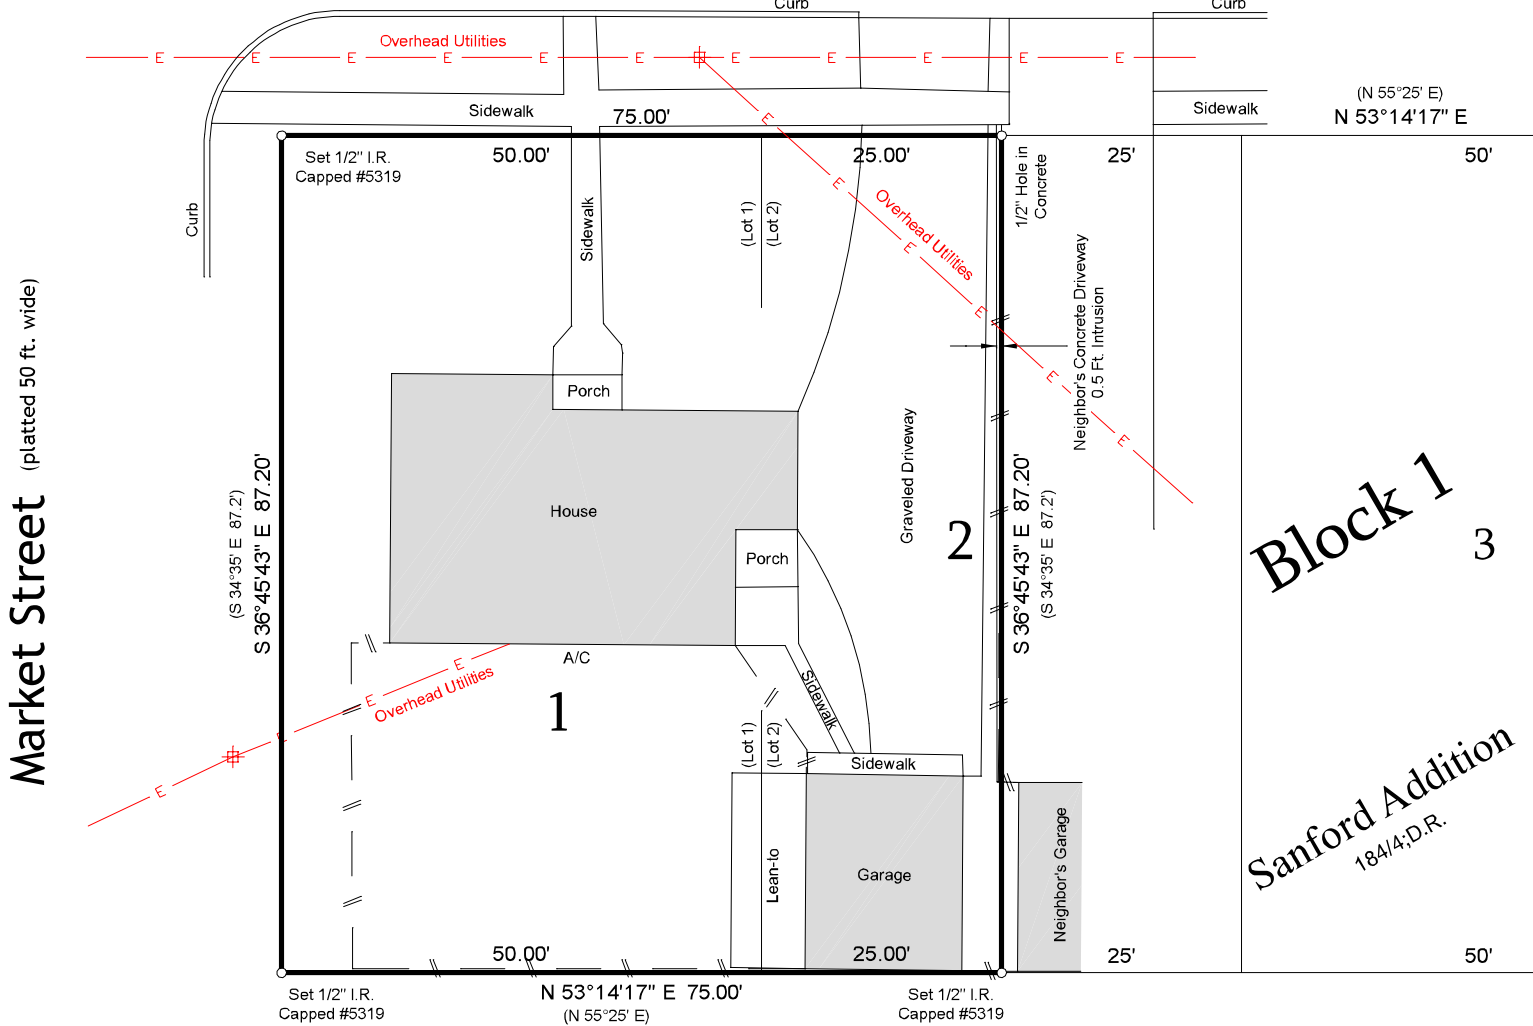 Curb
Curb
Overhead Utilities
E E E E E E E E E E E
(N 55°25' E)
Sidewalk
75.00'
Sidewalk
N 53°14'17" E
E
Set 1/2" I.R.
Capped #5319
50.00'
25.00'
25'
50'
1/2" Hole in
Concrete
E
Curb
Sidewalk
(Lot 1)
(Lot 2)
Overhead Utilities
E
E
Neighbor's Concrete Driveway
0.5 Ft. Intrusion
E
E
Porch
Market Street (platted 50 ft. wide)
(S 34°35' E 87.2')
S 36°45'43" E 87.20'
House
Graveled Driveway
2
S 36°45'43" E 87.20'
(S 34°35' E 87.2')
Block 1
3
Porch
A/C
E
E
E
E
Overhead Utilities
1
Sidewalk
(Lot 1)
(Lot 2)
Sidewalk
Sanford Addition
184/4;D.R.
Lean-to
Garage
Neighbor's Garage
50.00'
25.00'
25'
50'
Set 1/2" I.R.
Capped #5319
N 53°14'17" E 75.00'
(N 55°25' E)
Set 1/2" I.R.
Capped #5319